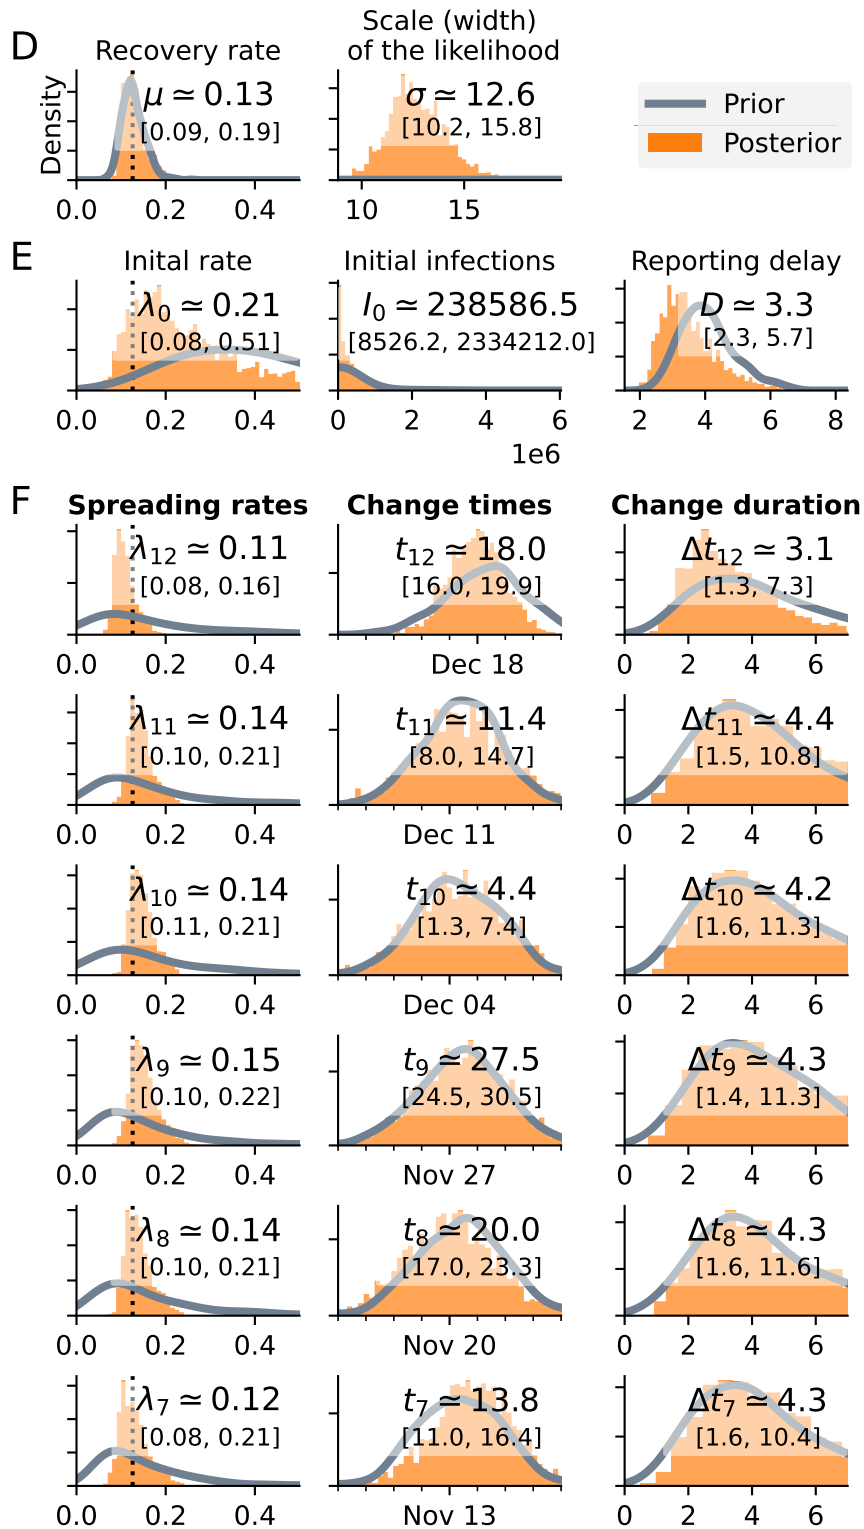 D
Recovery rate
Scale (width)
of the likelihood
Density
μ ≃ 0.13
[0.09, 0.19]
σ ≃ 12.6
[10.2, 15.8]
Prior
Posterior
0.0 0.2 0.4
10 15
E
Inital rate
Initial infections
Reporting delay
λ0 ≃ 0.21
[0.08, 0.51]
I0 ≃ 238586.5
[8526.2, 2334212.0]
D ≃ 3.3
[2.3, 5.7]
0.0 0.2 0.4
0 2 4 6
1e6
2 4 6 8
F
Spreading rates
Change times
Change duration
λ12 ≃ 0.11
[0.08, 0.16]
t12 ≃ 18.0
[16.0, 19.9]
Δt12 ≃ 3.1
[1.3, 7.3]
0.0 0.2 0.4
Dec 18
0 2 4 6
λ11 ≃ 0.14
[0.10, 0.21]
t11 ≃ 11.4
[8.0, 14.7]
Δt11 ≃ 4.4
[1.5, 10.8]
0.0 0.2 0.4
Dec 11
0 2 4 6
λ10 ≃ 0.14
[0.11, 0.21]
t10 ≃ 4.4
[1.3, 7.4]
Δt10 ≃ 4.2
[1.6, 11.3]
0.0 0.2 0.4
Dec 04
0 2 4 6
λ9 ≃ 0.15
[0.10, 0.22]
t9 ≃ 27.5
[24.5, 30.5]
Δt9 ≃ 4.3
[1.4, 11.3]
0.0 0.2 0.4
Nov 27
0 2 4 6
λ8 ≃ 0.14
[0.10, 0.21]
t8 ≃ 20.0
[17.0, 23.3]
Δt8 ≃ 4.3
[1.6, 11.6]
0.0 0.2 0.4
Nov 20
0 2 4 6
λ7 ≃ 0.12
[0.08, 0.21]
t7 ≃ 13.8
[11.0, 16.4]
Δt7 ≃ 4.3
[1.6, 10.4]
0.0 0.2 0.4
Nov 13
0 2 4 6